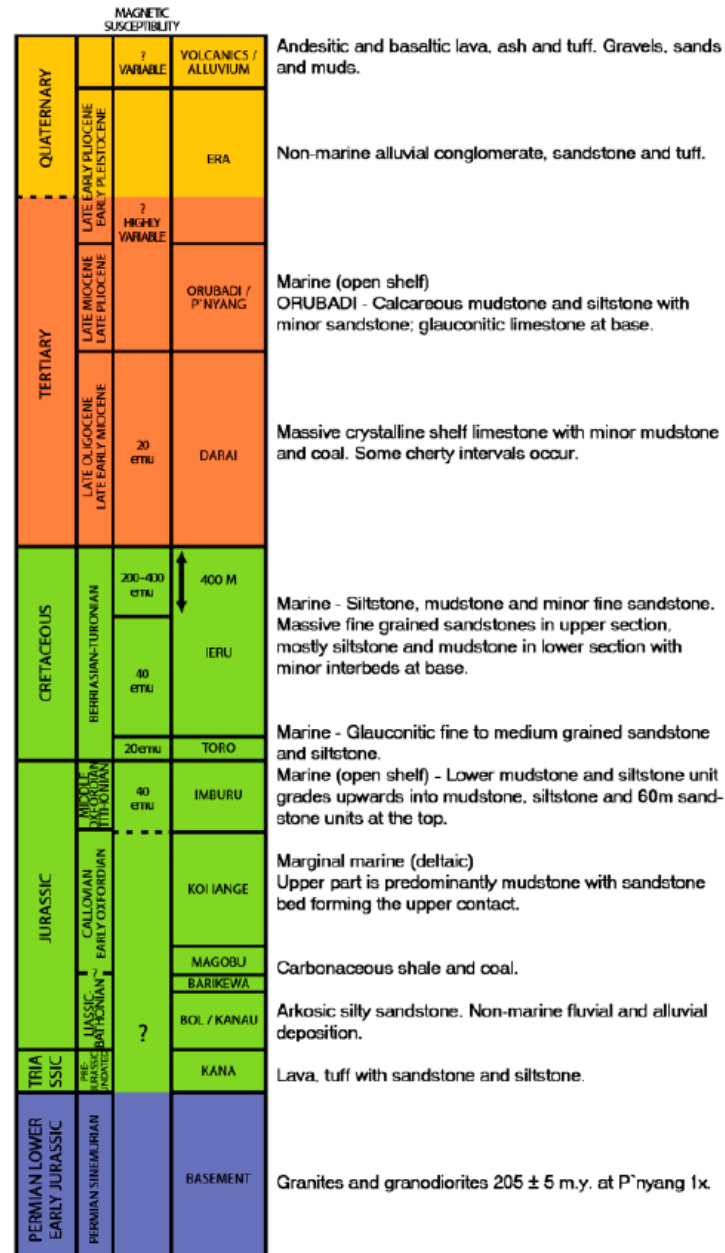 MAGNETIC
SUSCEPTIBILITY
QUATERNARY
?
VARIABLE
VOLCANICS /
ALLUVIUM
Andesitic and basaltic lava, ash and tuff. Gravels, sands
and muds.
LATE EARLY PLIOCENE
EARLY PLEISTOCENE
ERA
Non-marine alluvial conglomerate, sandstone and tuff.
TERTIARY
?
HIGHLY
VARIABLE
LATE MIOCENE
LATE PLIOCENE
ORUBADI /
P`NYANG
Marine (open shelf)
ORUBADI - Calcareous mudstone and siltstone with
minor sandstone; glauconitic limestone at base.
LATE OLIGOCENE
LATE EARLY MIOCENE
20
emu
DARAI
Massive crystalline shelf limestone with minor mudstone
and coal. Some cherty intervals occur.
CRETACEOUS
BERRIASIAN-TURONIAN
200-400
emu
400 M
40
emu
IERU
Marine - Siltstone, mudstone and minor fine sandstone.
Massive fine grained sandstones in upper section,
mostly siltstone and mudstone in lower section with
minor interbeds at base.
20emu
TORO
Marine - Glauconitic fine to medium grained sandstone
and siltstone.
JURASSIC
MIDDLE
OXFORDIAN
TITHONIAN
40
emu
IMBURU
Marine (open shelf) - Lower mudstone and siltstone unit
grades upwards into mudstone, siltstone and 60m sand-
stone units at the top.
CALLOVIAN
EARLY OXFORDIAN
KOI IANGE
Marginal marine (deltaic)
Upper part is predominantly mudstone with sandstone
bed forming the upper contact.
MAGOBU
Carbonaceous shale and coal.
?
BARIKEWA
LIASSIC-
BATHONIAN
?
BOL / KANAU
Arkosic silty sandstone. Non-marine fluvial and alluvial
deposition.
TRIA
SSIC
PRE-
JURASSIC
UNDATED
KANA
Lava, tuff with sandstone and siltstone.
PERMIAN LOWER
EARLY JURASSIC
PERMIAN SINEMURIAN
BASEMENT
Granites and granodiorites 205 ± 5 m.y. at P`nyang 1x.